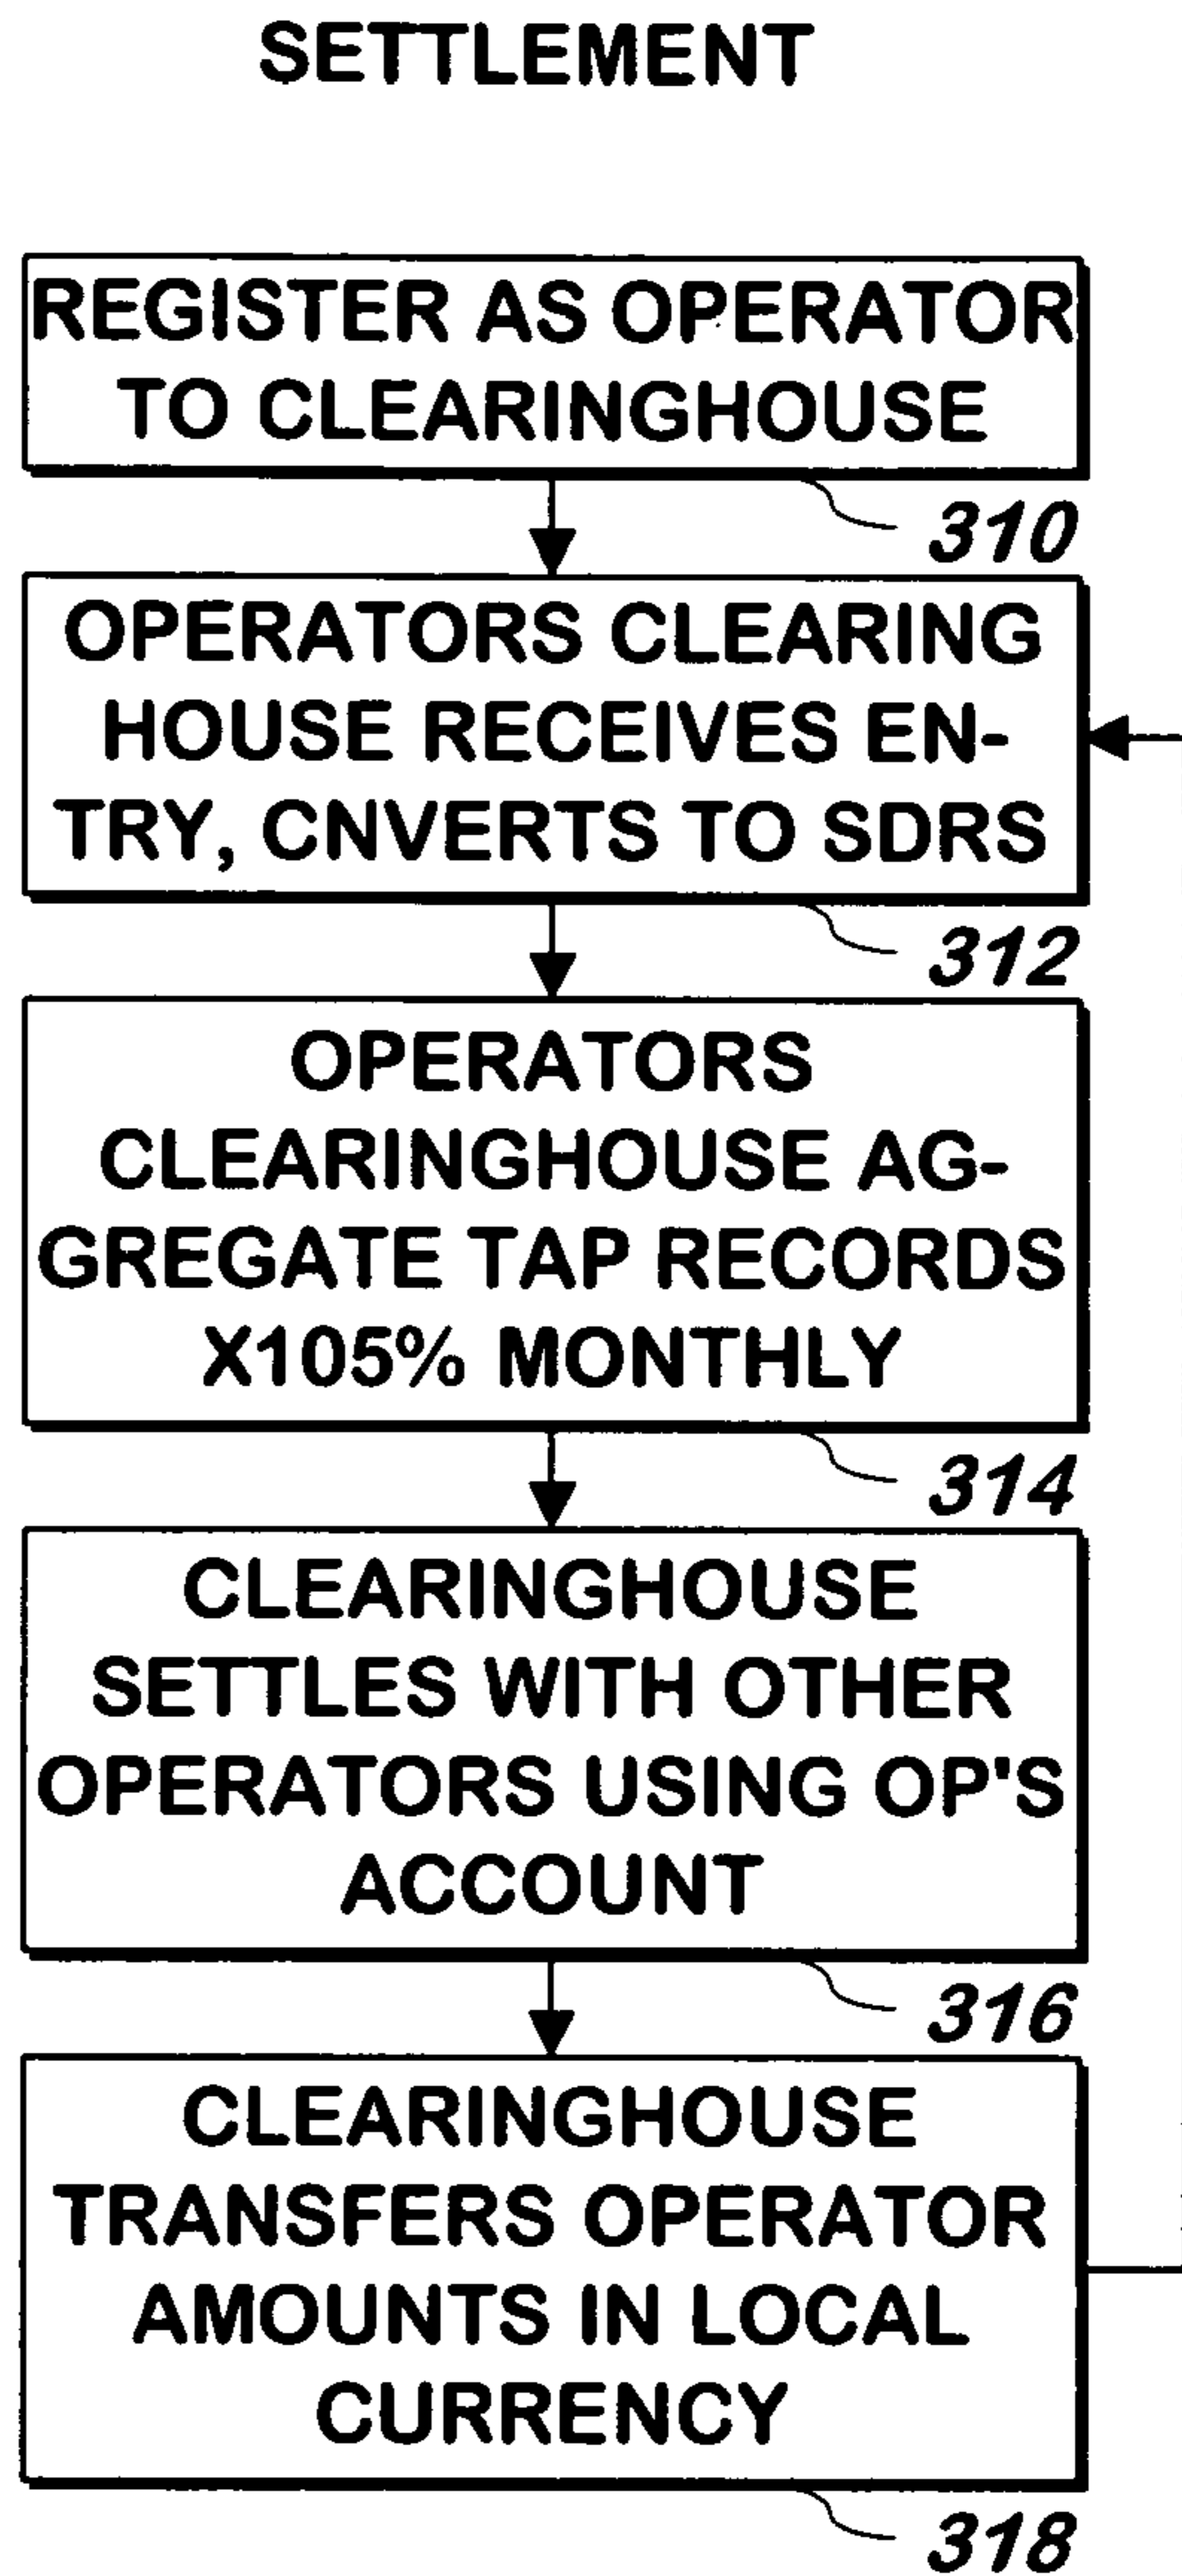 SETTLEMENT
REGISTER AS OPERATOR
TO CLEARINGHOUSE
310
OPERATORS CLEARING
HOUSE RECEIVES EN-
TRY, CNVERTS TO SDRS
312
OPERATORS
CLEARINGHOUSE AG-
GREGATE TAP RECORDS
X105% MONTHLY
314
CLEARINGHOUSE
SETTLES WITH OTHER
OPERATORS USING OP'S
ACCOUNT
316
CLEARINGHOUSE
TRANSFERS OPERATOR
AMOUNTS IN LOCAL
CURRENCY
318